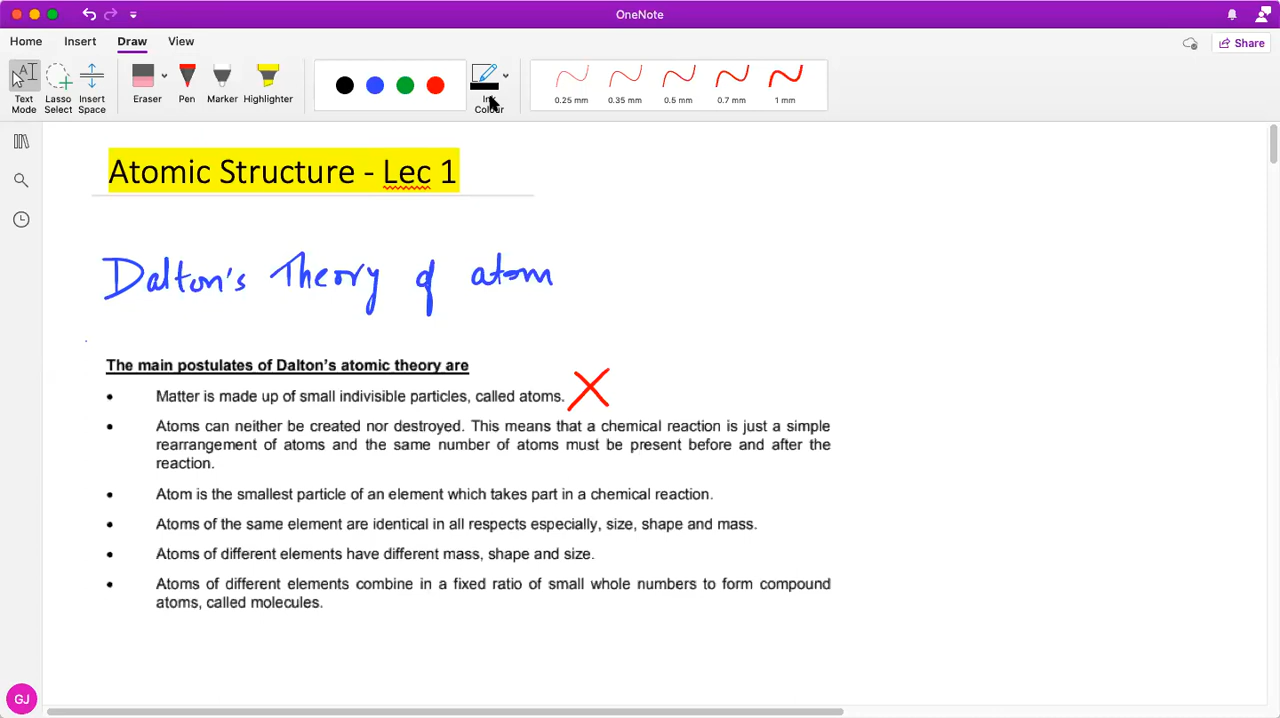 OneNote
Home Insert Draw View
Share
Text Mode
Lasso Select
Insert Space
Eraser
Pen
Marker
Highlighter
Ink Colour
0.25 mm 0.35 mm 0.5 mm 0.7 mm 1 mm
Atomic Structure - Lec 1
Dalton's Theory of atom
The main postulates of Dalton's atomic theory are
• Matter is made up of small indivisible particles, called atoms.
• Atoms can neither be created nor destroyed. This means that a chemical reaction is just a simple
rearrangement of atoms and the same number of atoms must be present before and after the
reaction.
• Atom is the smallest particle of an element which takes part in a chemical reaction.
• Atoms of the same element are identical in all respects especially, size, shape and mass.
• Atoms of different elements have different mass, shape and size.
• Atoms of different elements combine in a fixed ratio of small whole numbers to form compound
atoms, called molecules.
GJ